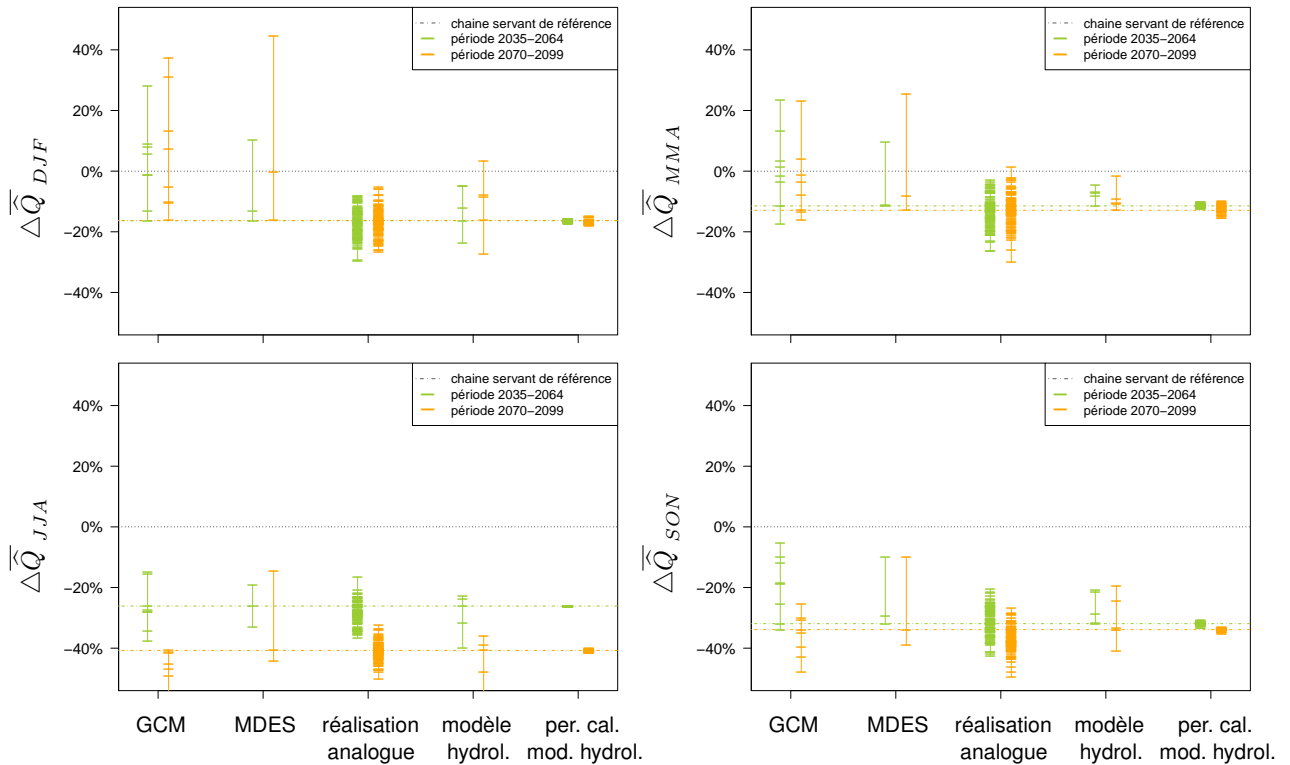 40%
20%
0%
−20%
−40%
△Q̂ DJF
chaine servant de référence
période 2035−2064
période 2070−2099
40%
20%
0%
−20%
−40%
△Q̂ MMA
chaine servant de référence
période 2035−2064
période 2070−2099
40%
20%
0%
−20%
−40%
△Q̂ JJA
chaine servant de référence
période 2035−2064
période 2070−2099
GCM
MDES
réalisation
analogue
modèle
hydrol.
per. cal.
mod. hydrol.
40%
20%
0%
−20%
−40%
△Q̂ SON
chaine servant de référence
période 2035−2064
période 2070−2099
GCM
MDES
réalisation
analogue
modèle
hydrol.
per. cal.
mod. hydrol.